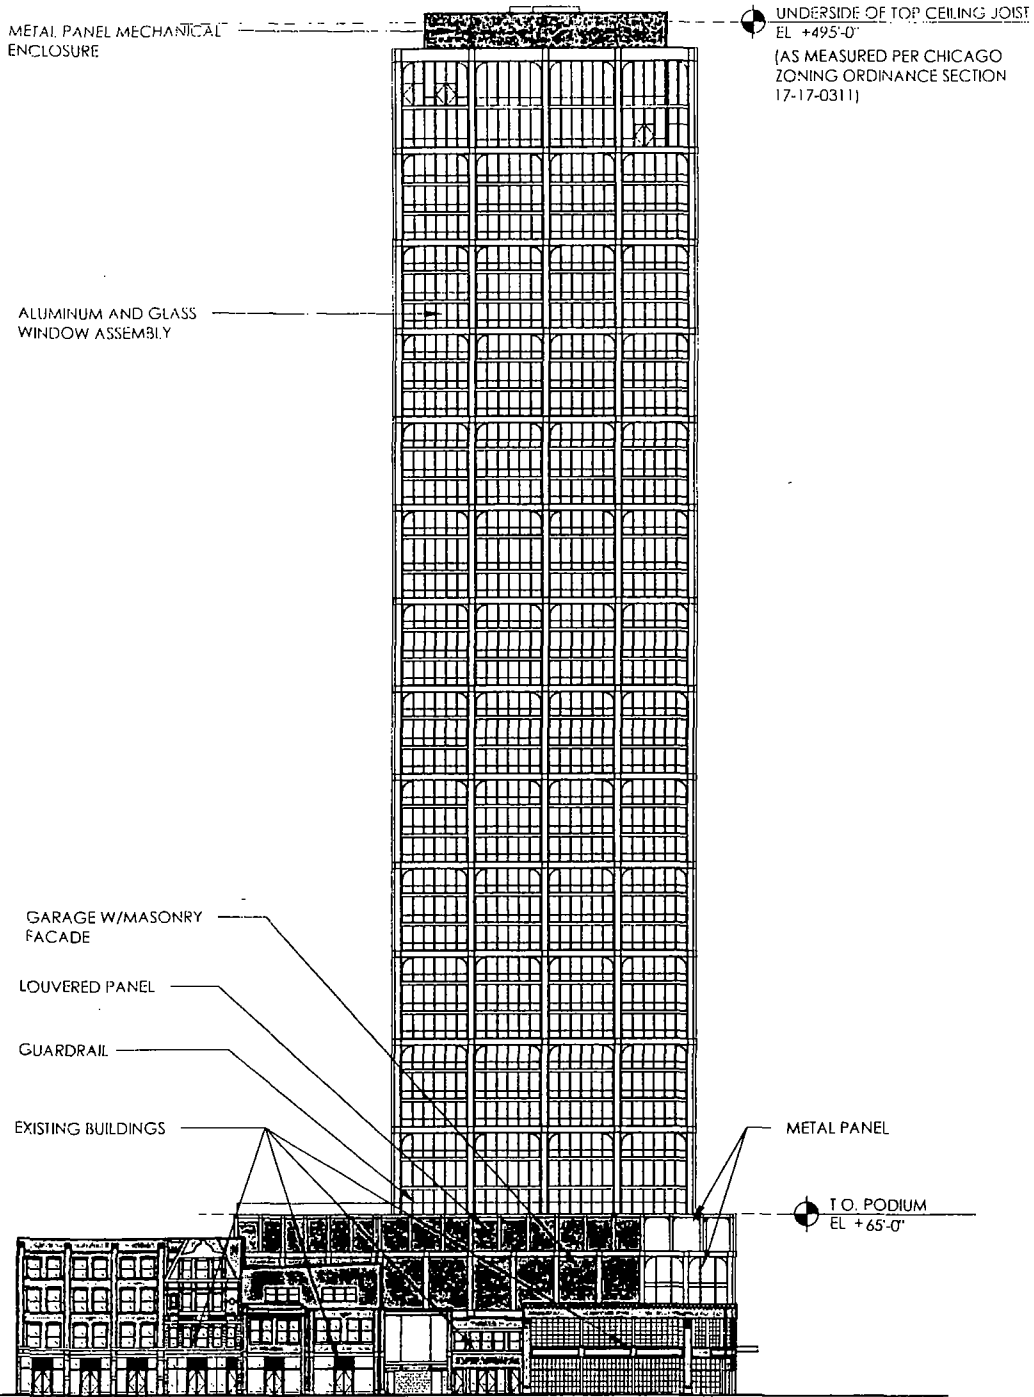 METAL PANEL MECHANICAL
ENCLOSURE
UNDERSIDE OF TOP CEILING JOIST
EL +495'-0"
(AS MEASURED PER CHICAGO
ZONING ORDINANCE SECTION
17-17-0311)
ALUMINUM AND GLASS
WINDOW ASSEMBLY
GARAGE W/MASONRY
FACADE
LOUVERED PANEL
GUARDRAIL
EXISTING BUILDINGS
METAL PANEL
T O. PODIUM
EL +65'-0"